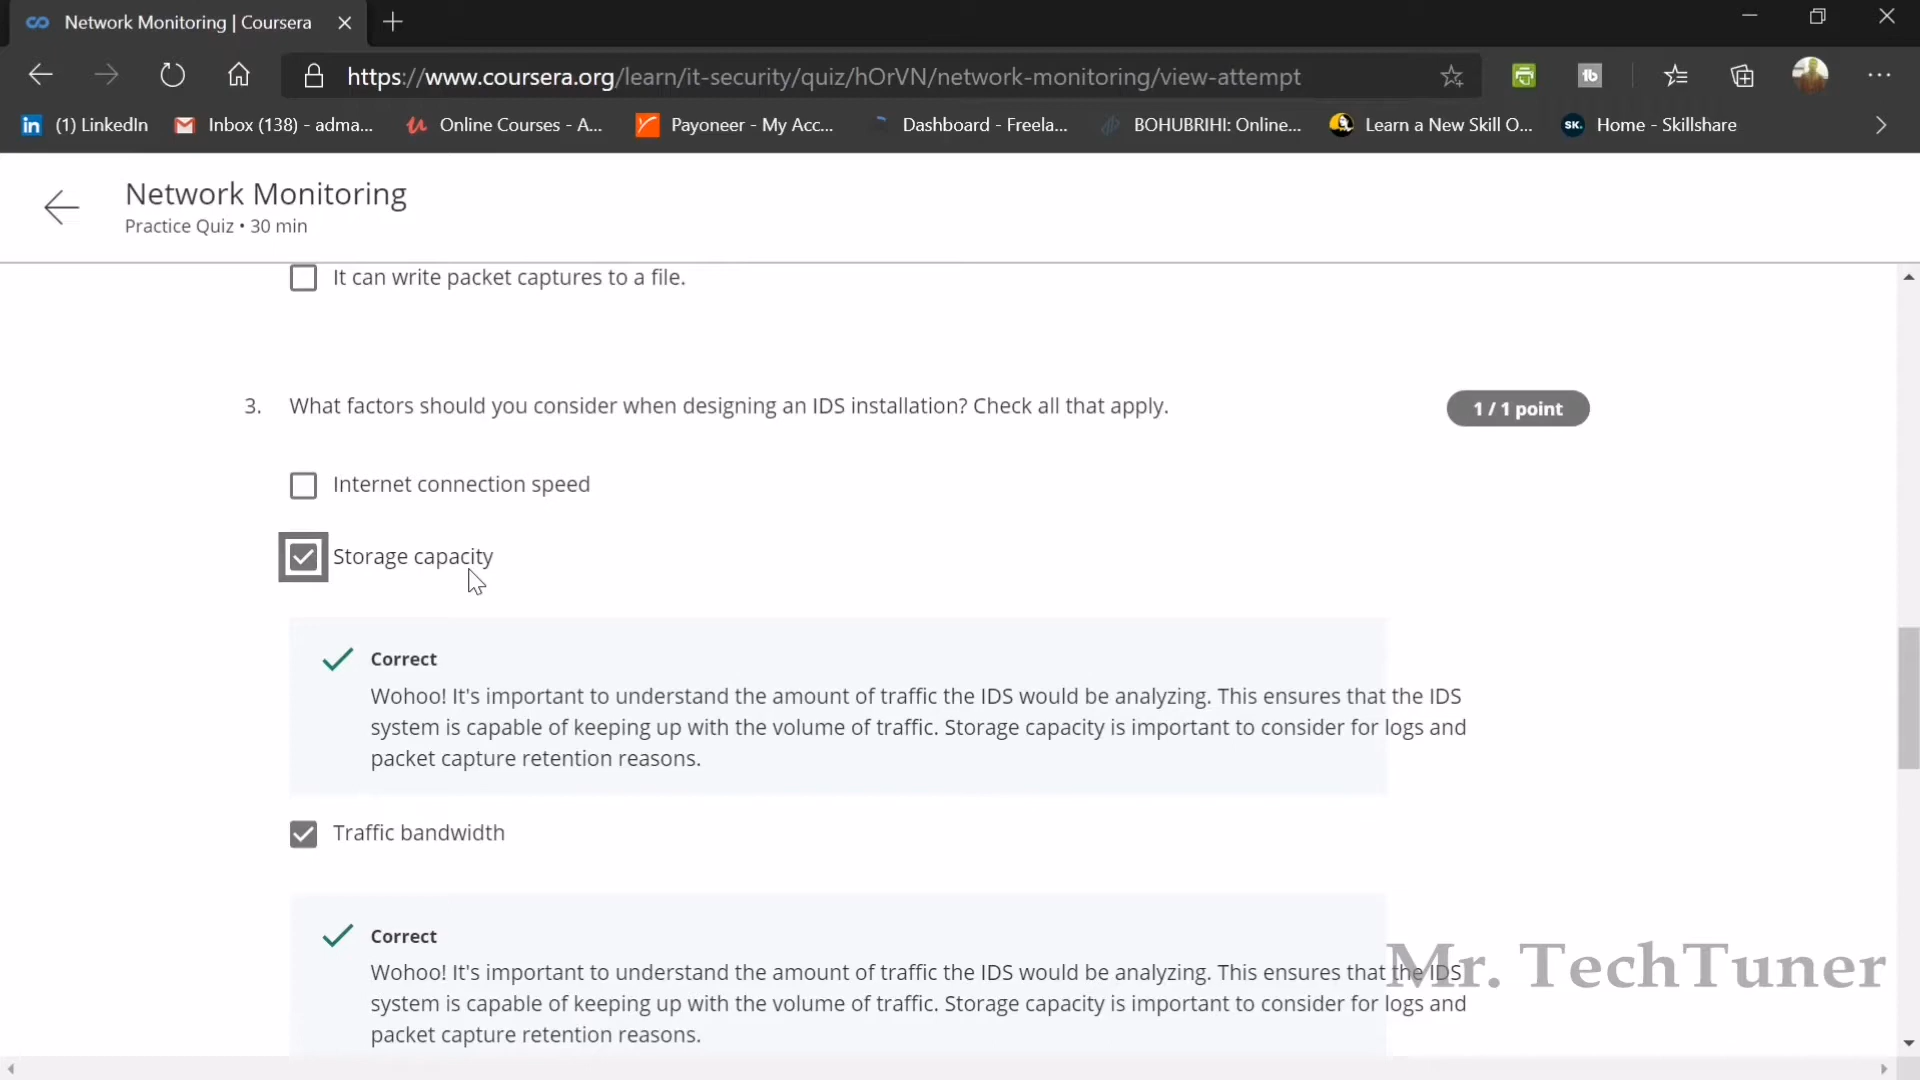 Network Monitoring | Coursera
https://www.coursera.org/learn/it-security/quiz/hOrVN/network-monitoring/view-attempt
(1) LinkedIn
Inbox (138) - adma...
Online Courses - A...
Payoneer - My Acc...
Dashboard - Freela...
BOHUBRIHI: Online...
Learn a New Skill O...
SK.
Home - Skillshare
Network Monitoring
Practice Quiz • 30 min
It can write packet captures to a file.
3. What factors should you consider when designing an IDS installation? Check all that apply.
1 / 1 point
Internet connection speed
Storage capacity
Correct
Wohoo! It's important to understand the amount of traffic the IDS would be analyzing. This ensures that the IDS
system is capable of keeping up with the volume of traffic. Storage capacity is important to consider for logs and
packet capture retention reasons.
Traffic bandwidth
Correct
Wohoo! It's important to understand the amount of traffic the IDS would be analyzing. This ensures that the IDS
system is capable of keeping up with the volume of traffic. Storage capacity is important to consider for logs and
packet capture retention reasons.
Mr. TechTuner